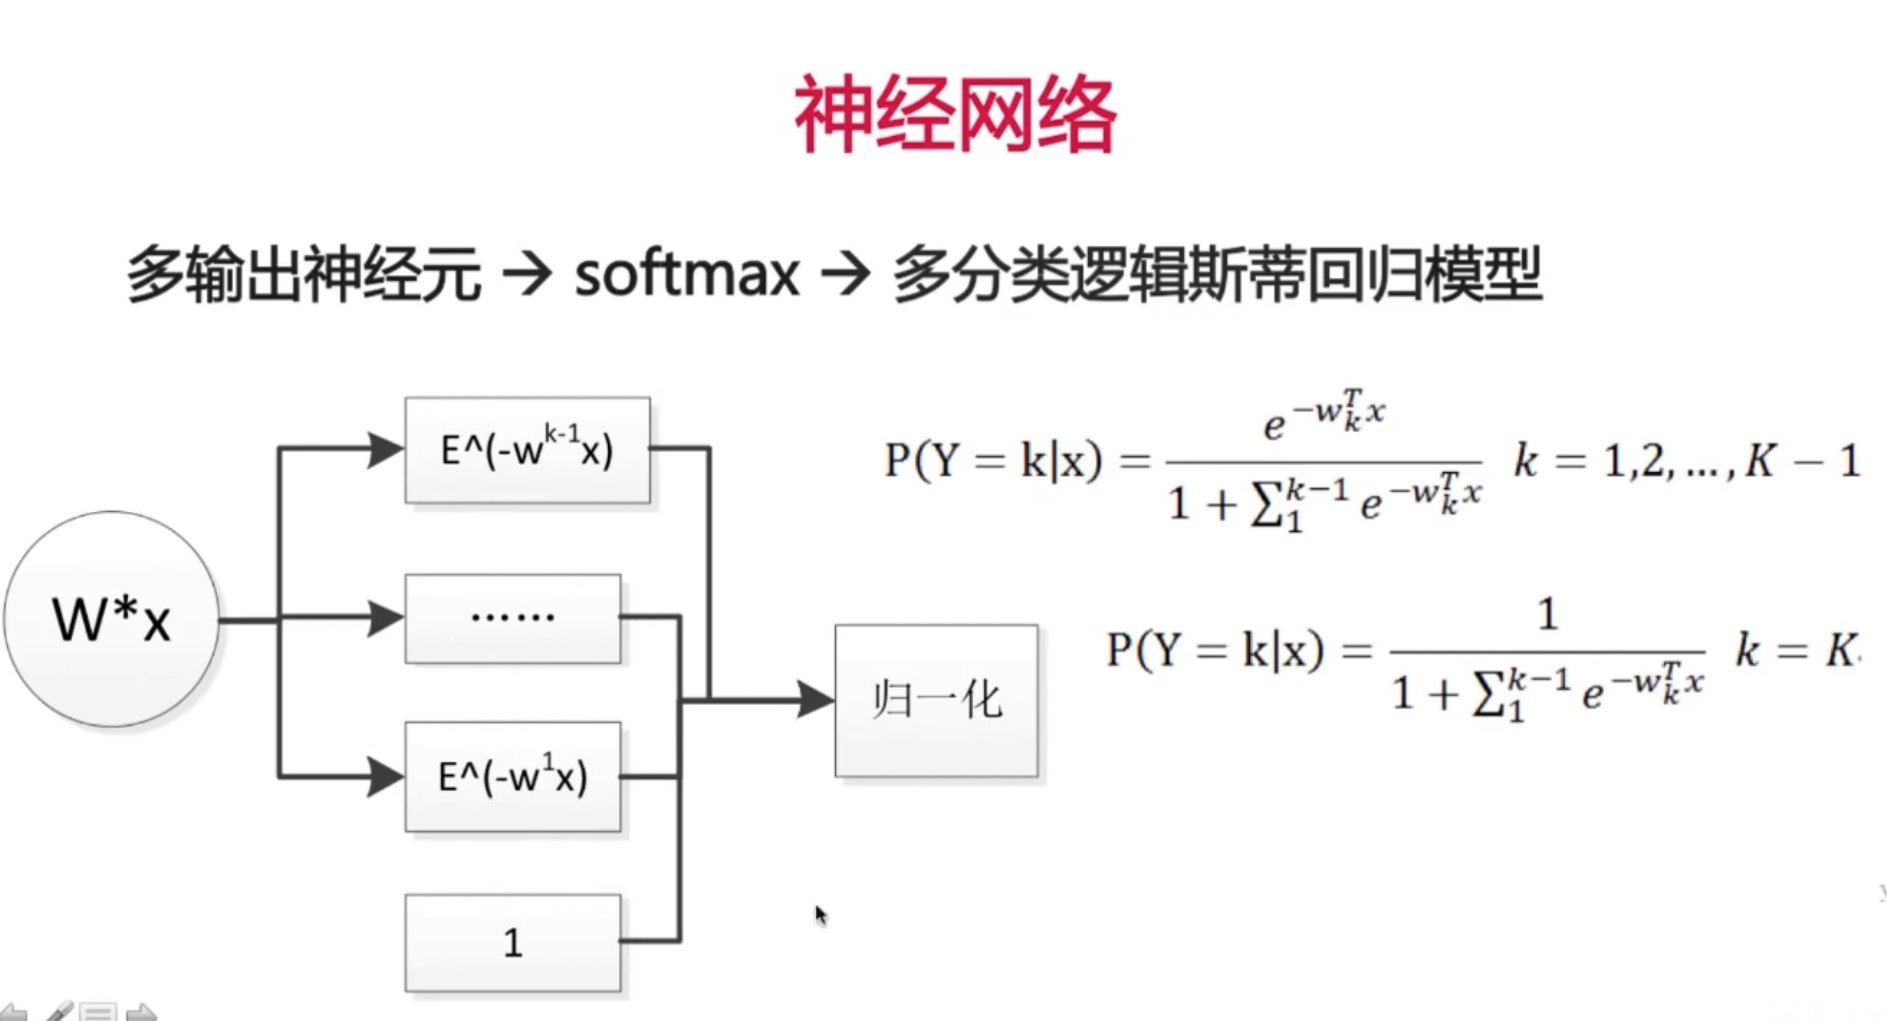 神经网络
多输出神经元 → softmax → 多分类逻辑斯蒂回归模型
E^(-w^{k-1}x)
W*x
……
E^(-w^1x)
1
归一化
P(Y = k|x) = \frac{e^{-w_k^T x}}{1 + \sum_1^{k-1} e^{-w_k^T x}} k = 1,2, ... , K − 1
P(Y = k|x) = \frac{1}{1 + \sum_1^{k-1} e^{-w_k^T x}} k = K